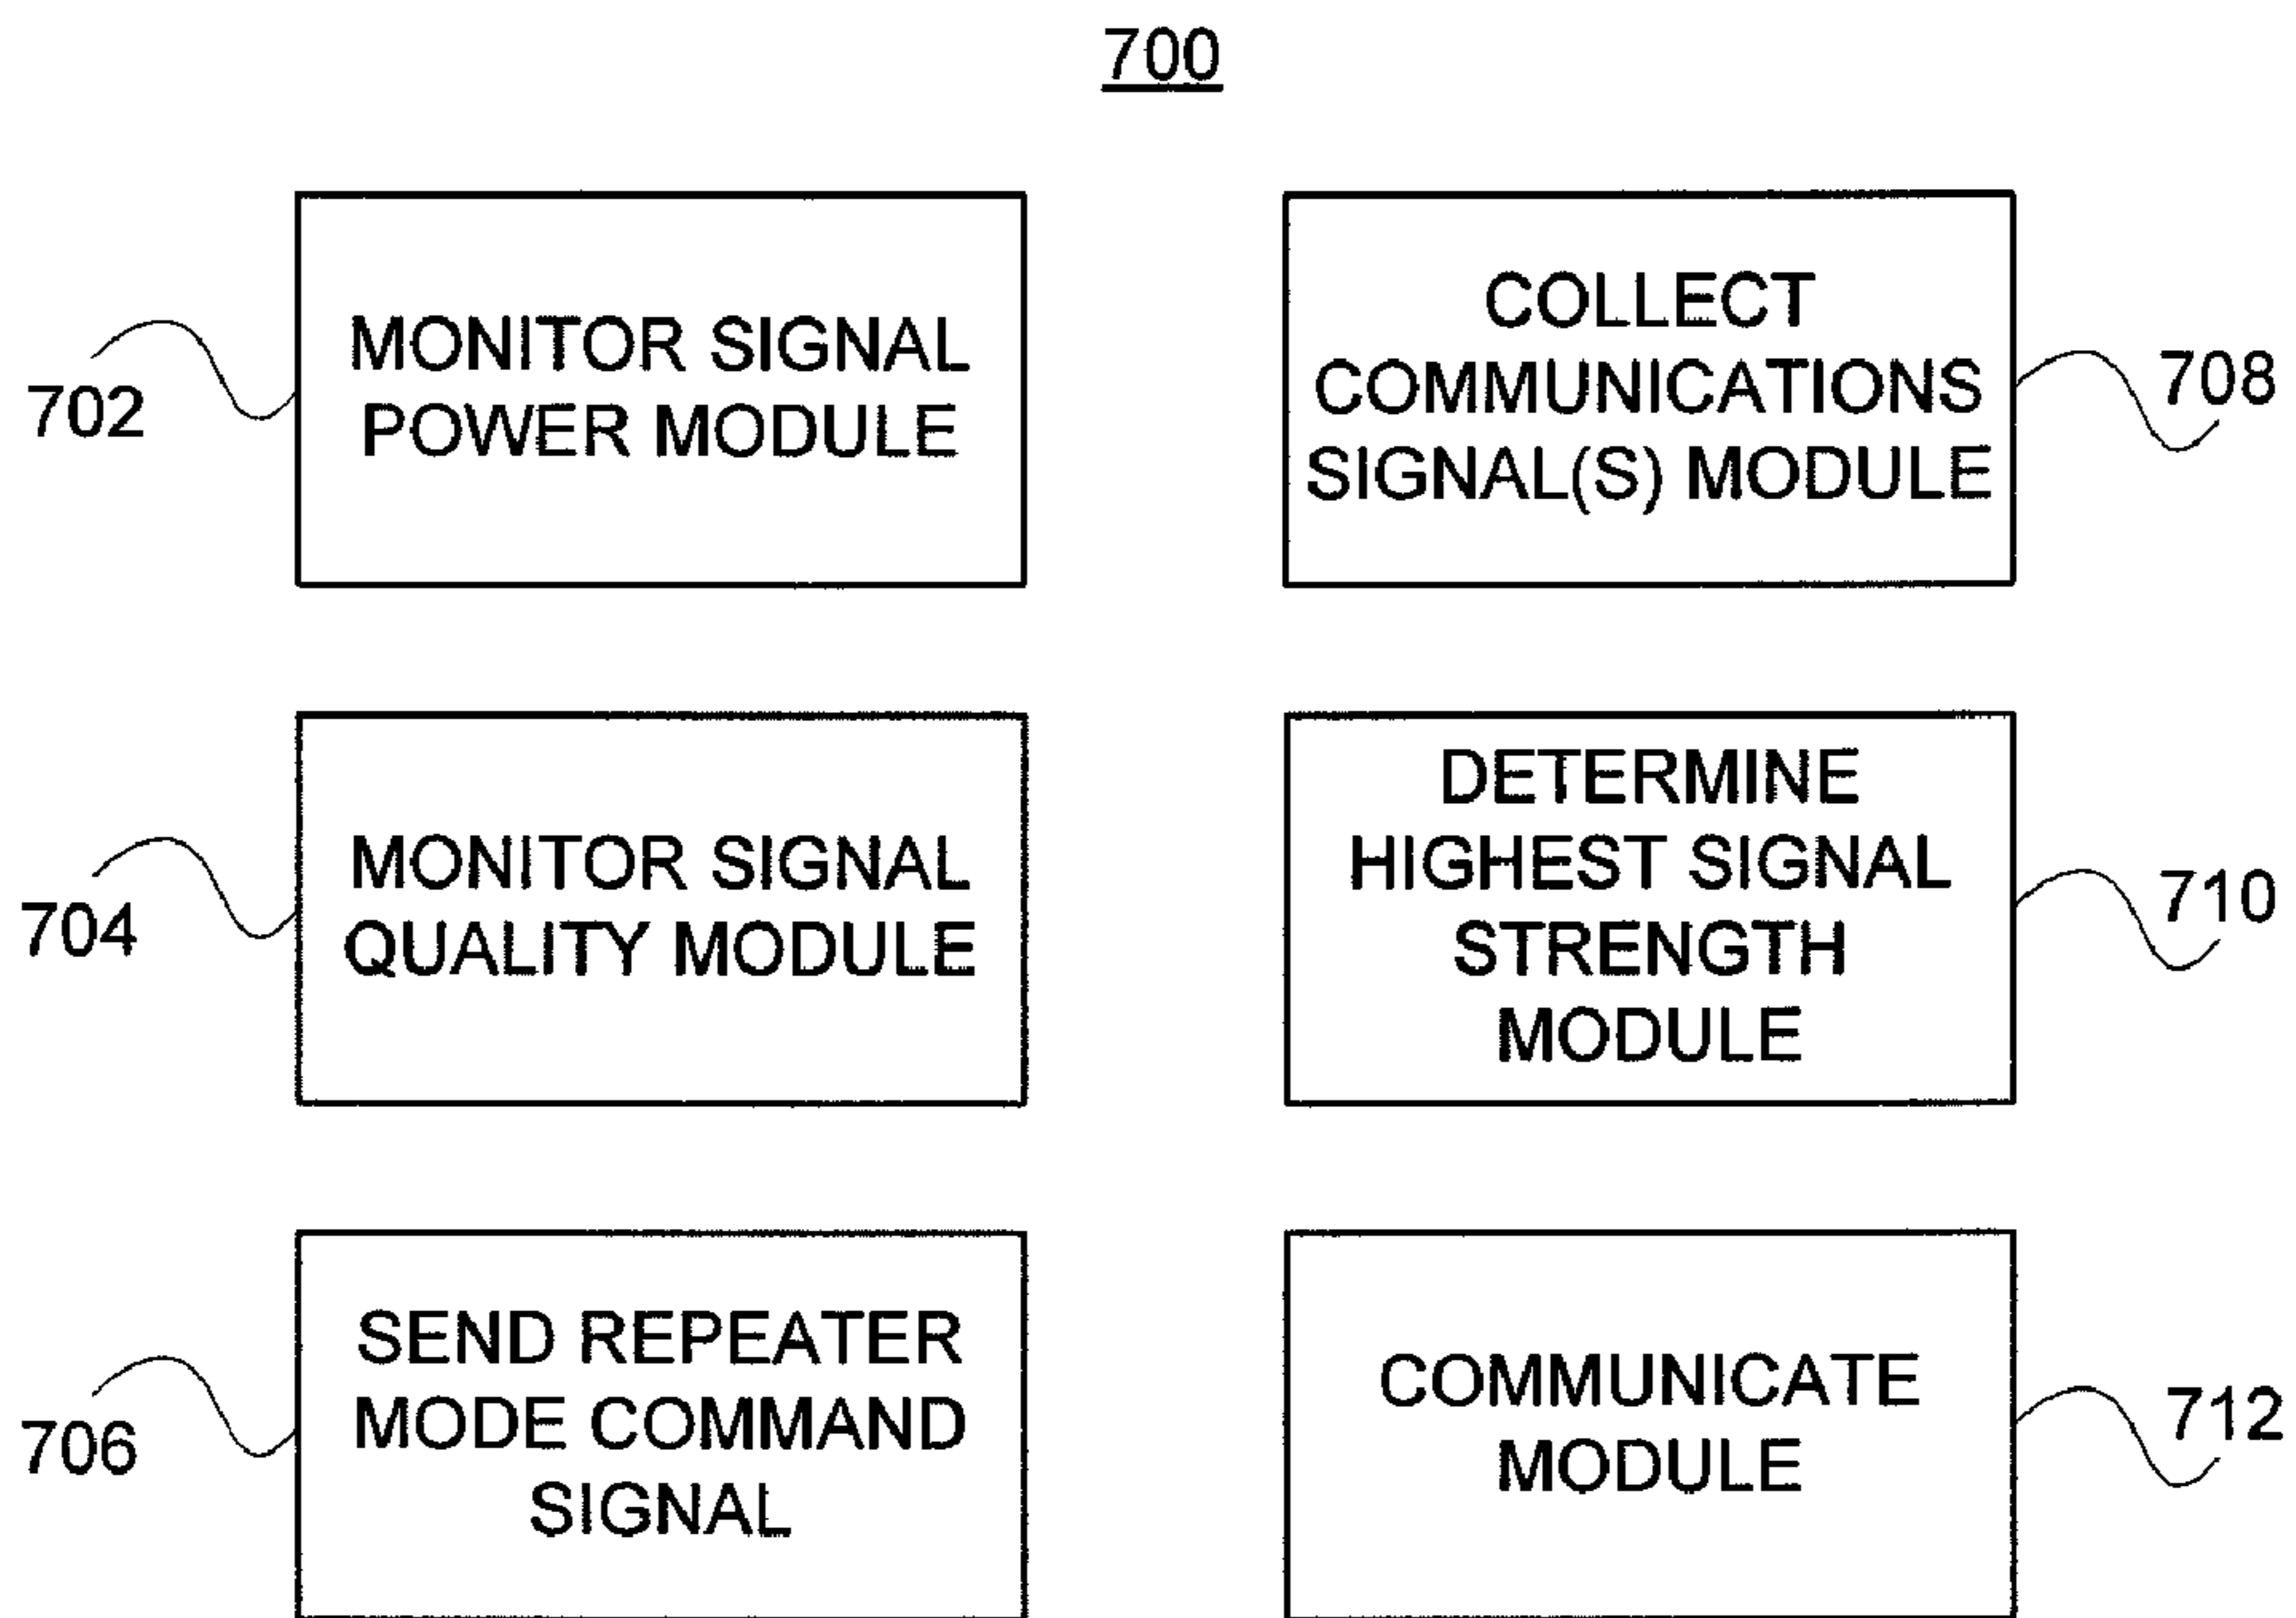 700
MONITOR SIGNAL
POWER MODULE
702
COLLECT
COMMUNICATIONS
SIGNAL(S) MODULE
708
MONITOR SIGNAL
QUALITY MODULE
704
DETERMINE
HIGHEST SIGNAL
STRENGTH
MODULE
710
SEND REPEATER
MODE COMMAND
SIGNAL
706
COMMUNICATE
MODULE
712